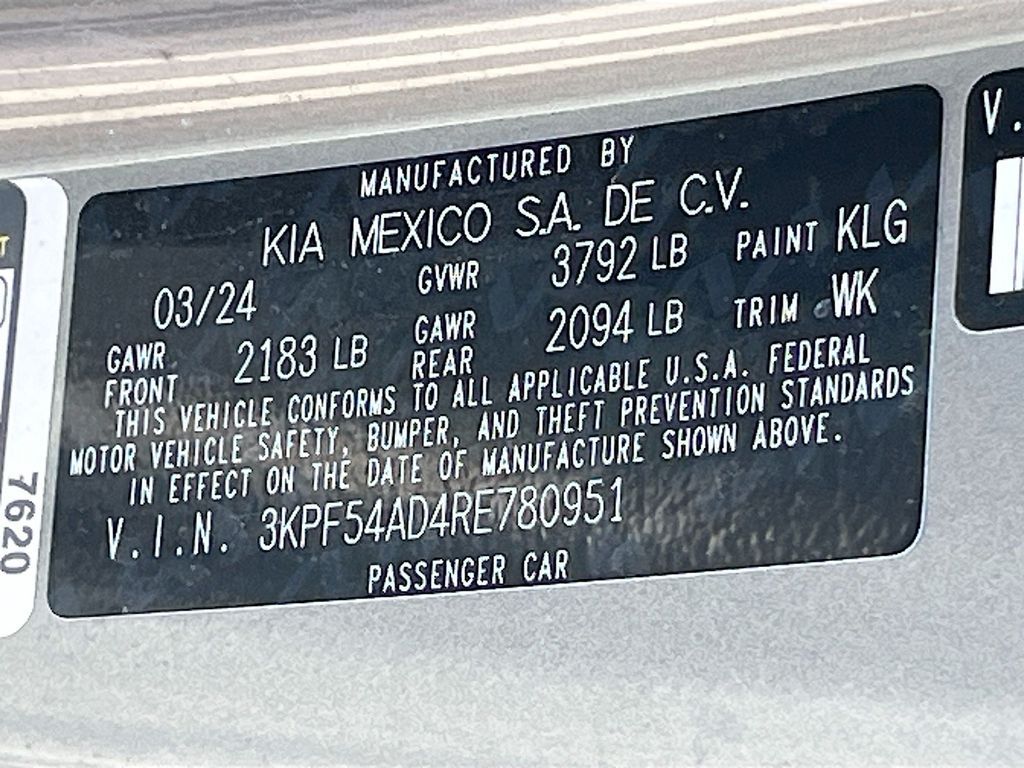 MANUFACTURED BY
KIA MEXICO S.A. DE C.V.
03/24 GVWR 3792 LB PAINT KLG
GAWR FRONT 2183 LB GAWR REAR 2094 LB TRIM WK
THIS VEHICLE CONFORMS TO ALL APPLICABLE U.S.A. FEDERAL
MOTOR VEHICLE SAFETY, BUMPER, AND THEFT PREVENTION STANDARDS
IN EFFECT ON THE DATE OF MANUFACTURE SHOWN ABOVE.
V.I.N. 3KPF54AD4RE780951
PASSENGER CAR
7620
V.